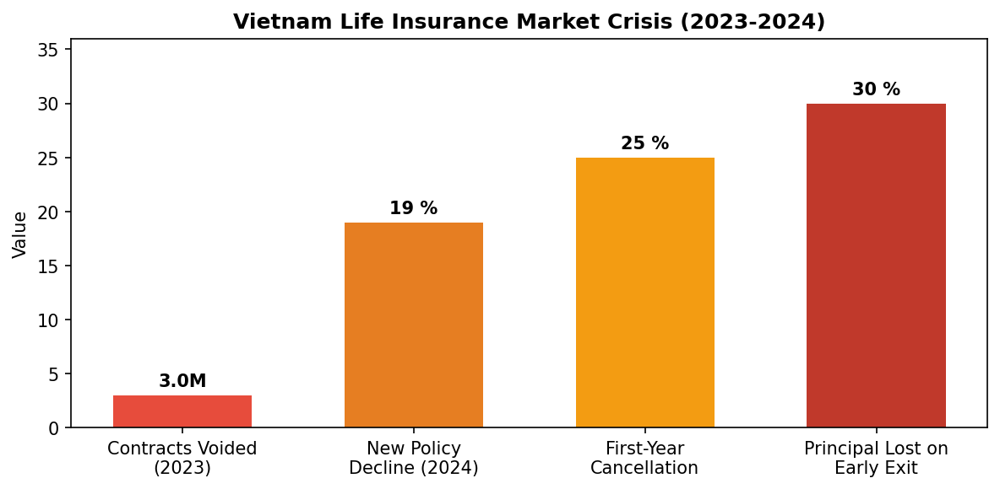 Vietnam Life Insurance Market Crisis (2023-2024)
Value
35
30
25
20
15
10
5
0
3.0M
19 %
25 %
30 %
Contracts Voided
(2023)
New Policy
Decline (2024)
First-Year
Cancellation
Principal Lost on
Early Exit